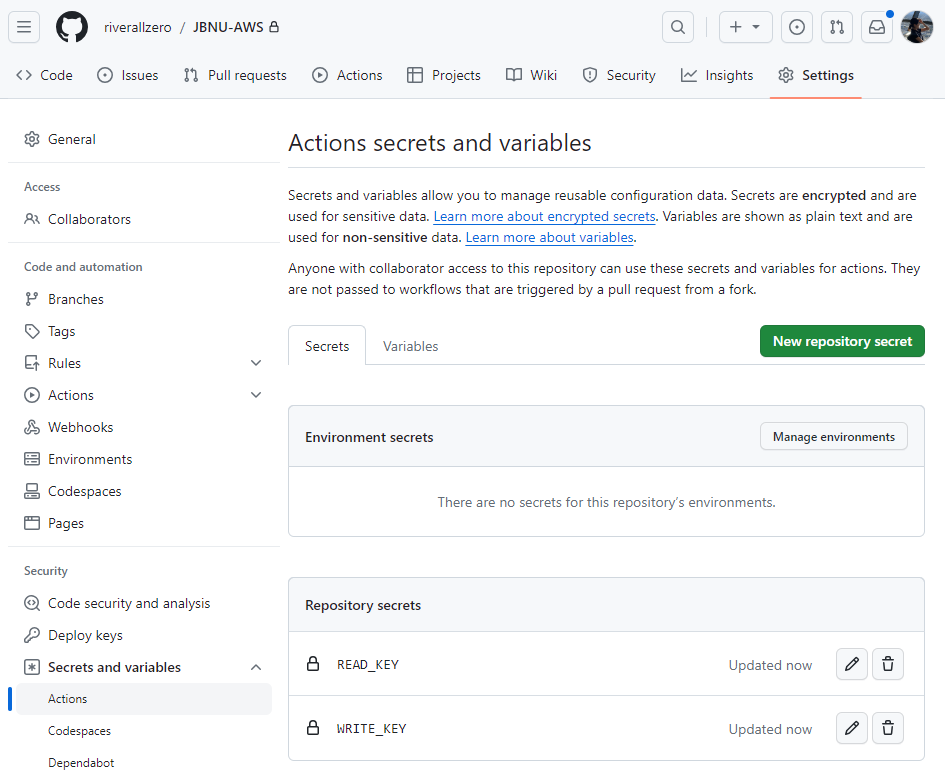 riverallzero / JBNU-AWS
Code
Issues
Pull requests
Actions
Projects
Wiki
Security
Insights
Settings
General
Access
Collaborators
Code and automation
Branches
Tags
Rules
Actions
Webhooks
Environments
Codespaces
Pages
Security
Code security and analysis
Deploy keys
Secrets and variables
Actions
Codespaces
Dependabot
Actions secrets and variables
Secrets and variables allow you to manage reusable configuration data. Secrets are encrypted and are
used for sensitive data. Learn more about encrypted secrets. Variables are shown as plain text and are
used for non-sensitive data. Learn more about variables.
Anyone with collaborator access to this repository can use these secrets and variables for actions. They
are not passed to workflows that are triggered by a pull request from a fork.
Secrets
Variables
New repository secret
Environment secrets
Manage environments
There are no secrets for this repository's environments.
Repository secrets
READ_KEY
Updated now
WRITE_KEY
Updated now